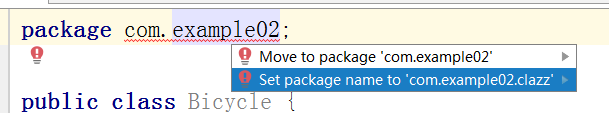 package com.example02;
Move to package 'com.example02'
Set package name to 'com.example02.clazz'
public class Bicycle {